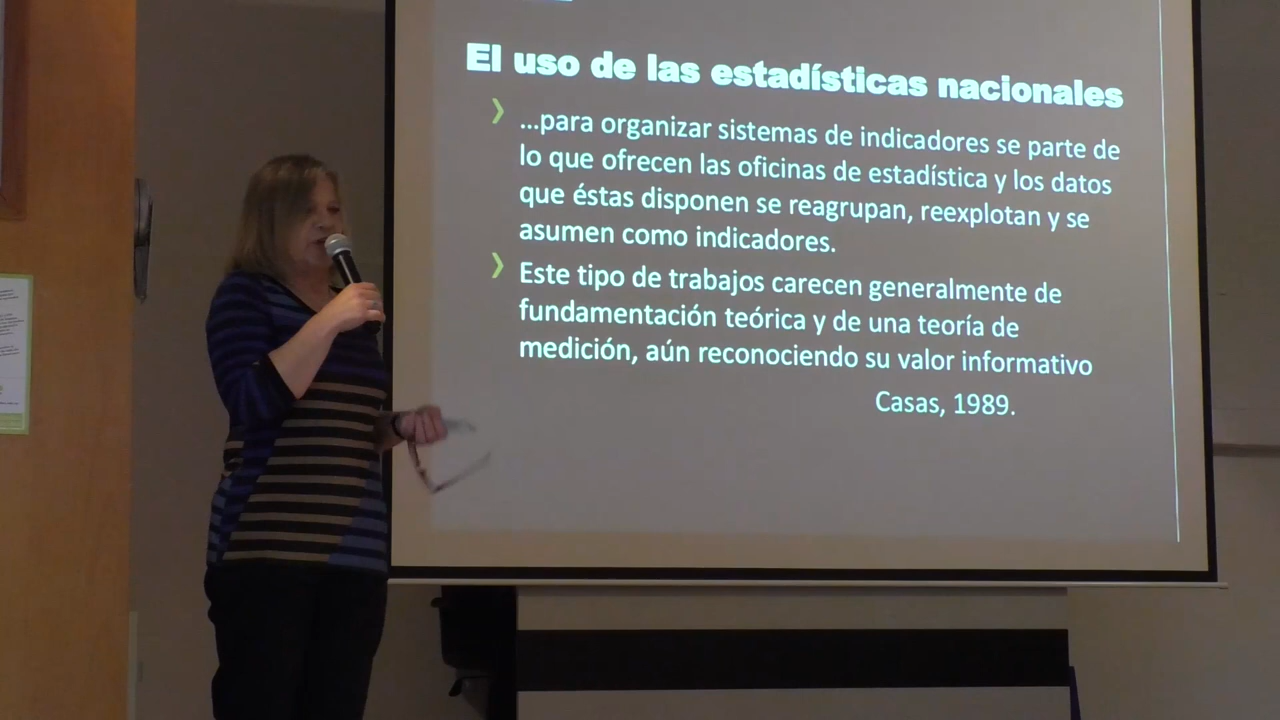 El uso de las estadísticas nacionales
...para organizar sistemas de indicadores se parte de
lo que ofrecen las oficinas de estadística y los datos
que éstas disponen se reagrupan, reexplotan y se
asumen como indicadores.
Este tipo de trabajos carecen generalmente de
fundamentación teórica y de una teoría de
medición, aún reconociendo su valor informativo
Casas, 1989.